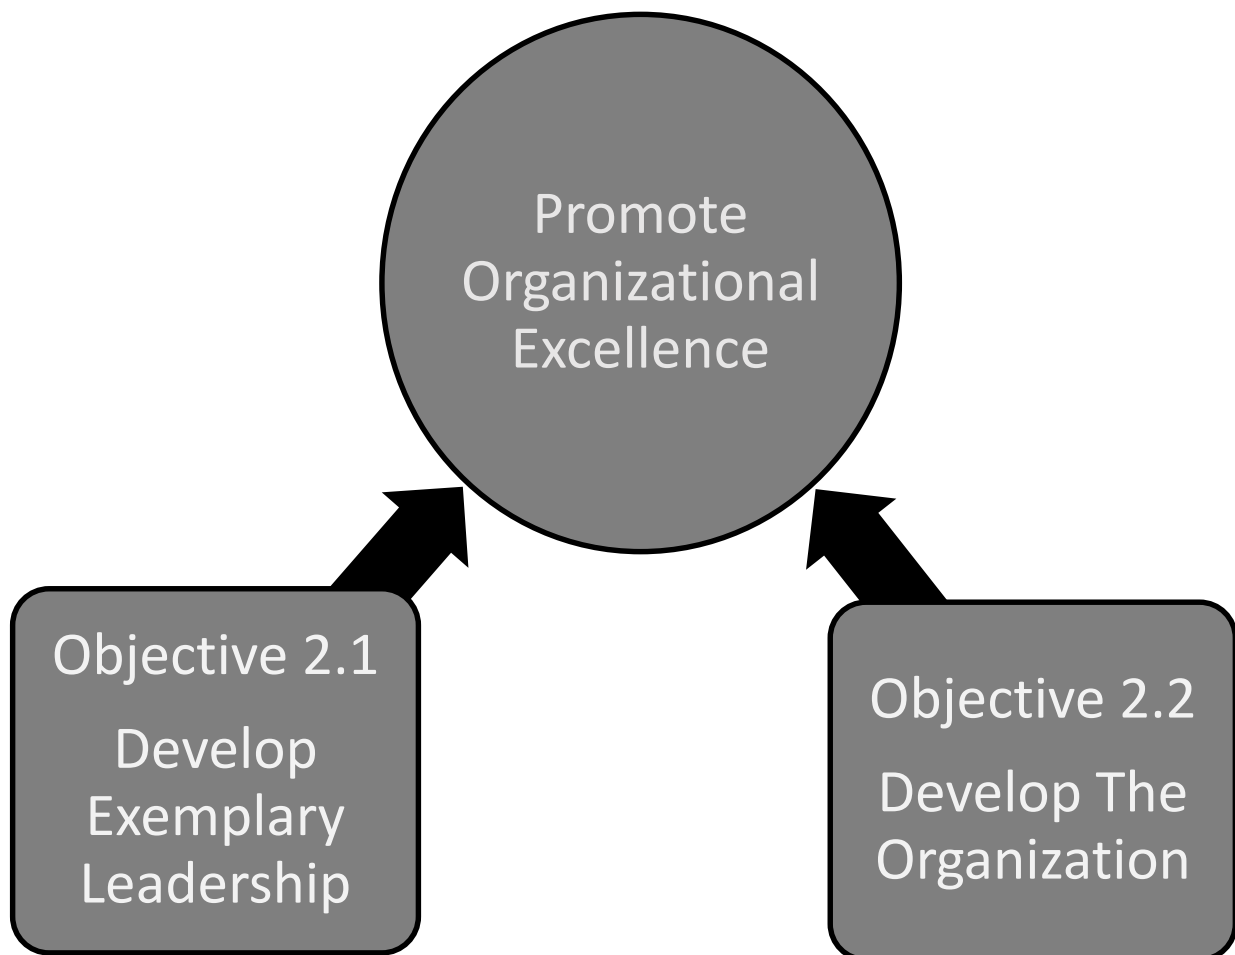 Promote
Organizational
Excellence
Objective 2.1
Develop
Exemplary
Leadership
Objective 2.2
Develop The
Organization